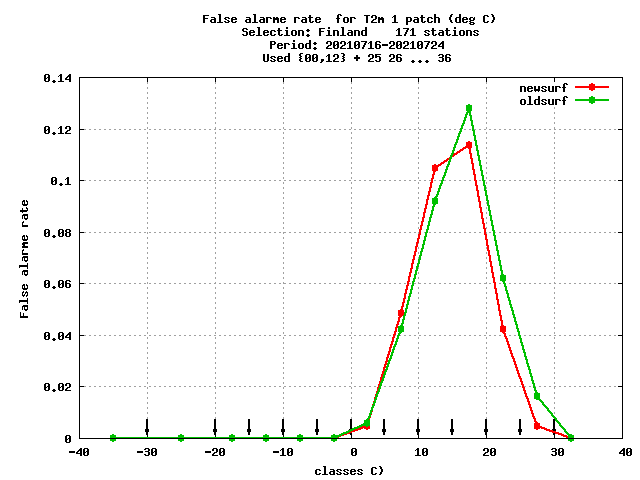 False alarme rate  for T2m 1 patch (deg C)
Selection: Finland    171 stations
Period: 20210716-20210724
Used {00,12} + 25 26 ... 36
newsurf
oldsurf
0.14
0.12
0.1
0.08
0.06
0.04
0.02
0
False alarme rate
-40 -30 -20 -10 0 10 20 30 40
classes C)